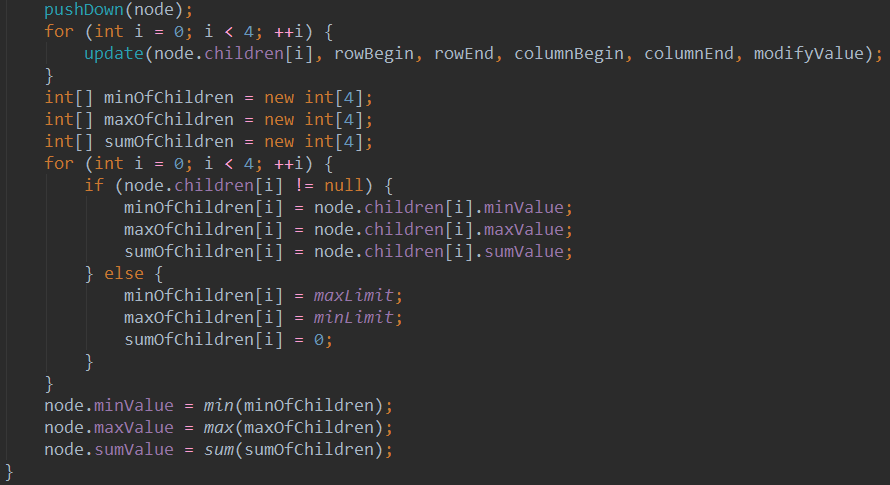 pushDown(node);
for (int i = 0; i < 4; ++i) {
update(node.children[i], rowBegin, rowEnd, columnBegin, columnEnd, modifyValue);
}
int[] minOfChildren = new int[4];
int[] maxOfChildren = new int[4];
int[] sumOfChildren = new int[4];
for (int i = 0; i < 4; ++i) {
if (node.children[i] != null) {
minOfChildren[i] = node.children[i].minValue;
maxOfChildren[i] = node.children[i].maxValue;
sumOfChildren[i] = node.children[i].sumValue;
} else {
minOfChildren[i] = maxLimit;
maxOfChildren[i] = minLimit;
sumOfChildren[i] = 0;
}
}
node.minValue = min(minOfChildren);
node.maxValue = max(maxOfChildren);
node.sumValue = sum(sumOfChildren);
}